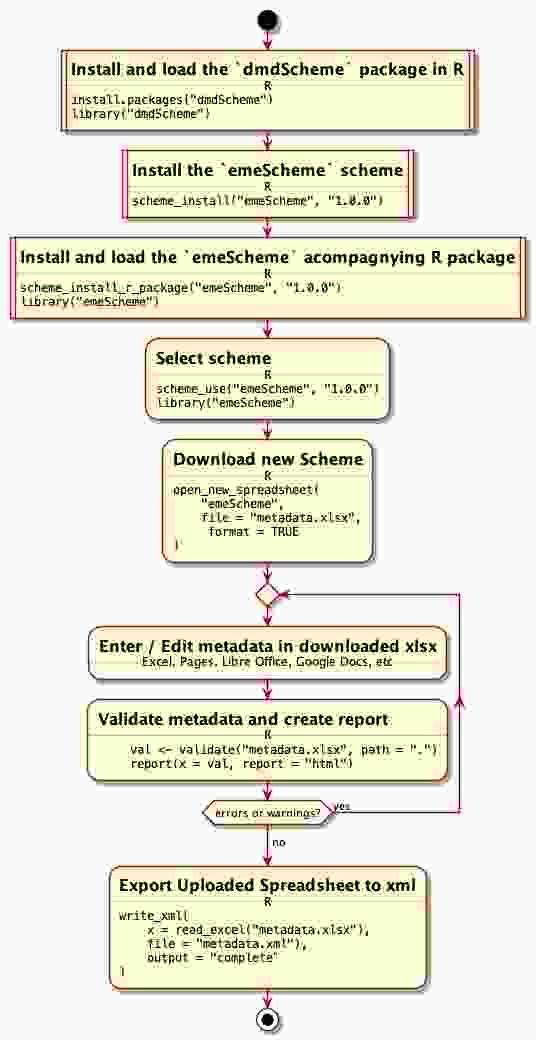 Install and load the `dmdScheme` package in R
R
install.packages("dmdScheme")
library("dmdScheme")
Install the `emeScheme` scheme
R
scheme_install("emeScheme", "1.0.0")
Install and load the `emeScheme` acompagnying R package
R
scheme_install_r_package("emeScheme", "1.0.0")
library("emeScheme")
Select scheme
R
scheme_use("emeScheme", "1.0.0")
library("emeScheme")
Download new Scheme
R
open_new_spreadsheet(
"emeScheme",
file = "metadata.xlsx",
format = TRUE
)
Enter / Edit metadata in downloaded xlsx
Excel, Pages, Libre Office, Google Docs, etc
Validate metadata and create report
R
val <- validate("metadata.xlsx", path = ".")
report(x = val, report = "html")
errors or warnings?
yes
no
Export Uploaded Spreadsheet to xml
R
write_xml(
x = read_excel("metadata.xlsx"),
file = "metadata.xml"),
output = "complete"
)